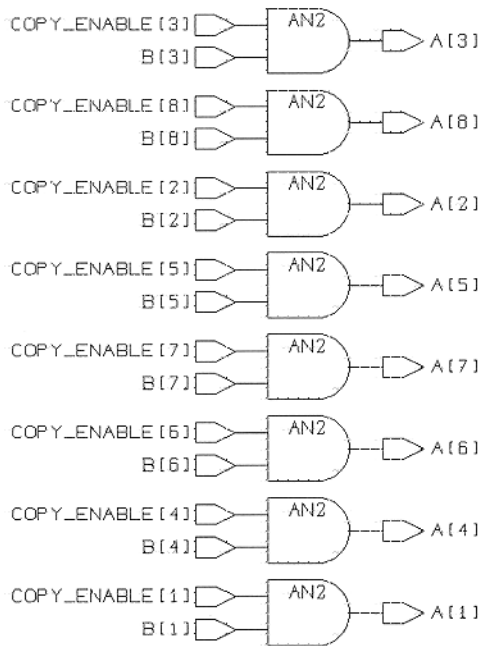 COPY_ENABLE[3] AN2
B[3] A[3]
COPY_ENABLE[8] AN2
B[8] A[8]
COPY_ENABLE[2] AN2
B[2] A[2]
COPY_ENABLE[5] AN2
B[5] A[5]
COPY_ENABLE[7] AN2
B[7] A[7]
COPY_ENABLE[6] AN2
B[6] A[6]
COPY_ENABLE[4] AN2
B[4] A[4]
COPY_ENABLE[1] AN2
B[1] A[1]